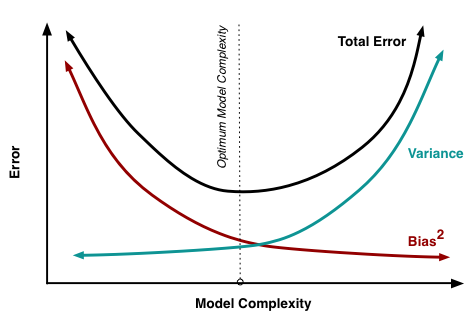 Total Error
Optimum Model Complexity
Variance
Error
Bias²
Model Complexity